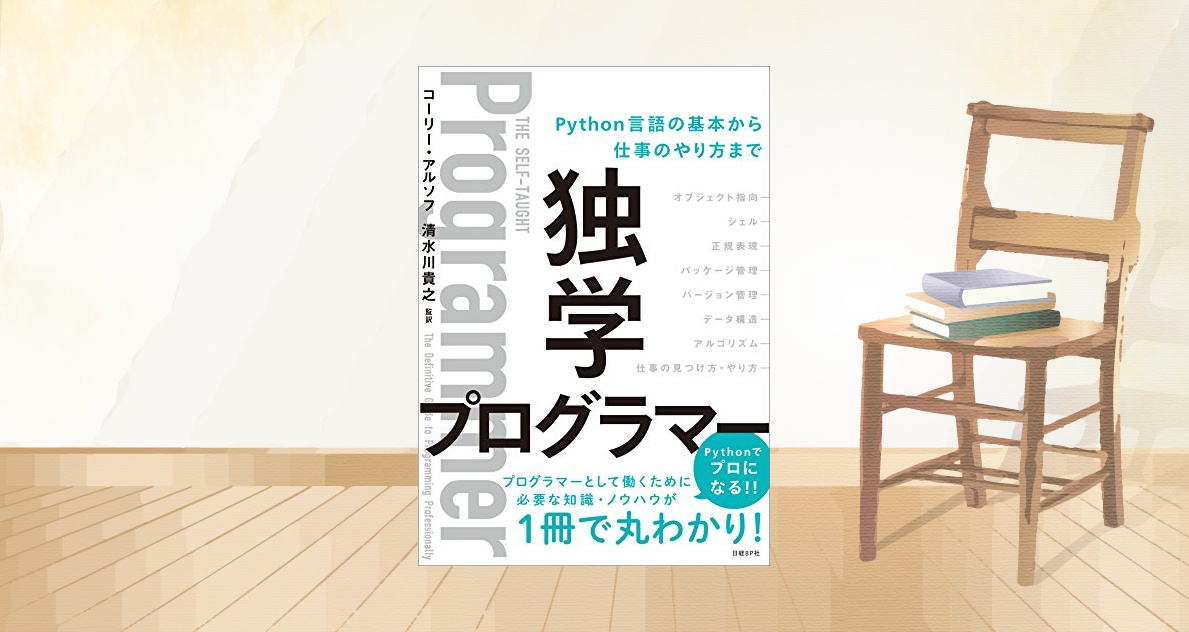 Python言語の基本から
仕事のやり方まで
THE SELF-TAUGHT
Programmer
The Definitive Guide to Programming Professionally
コーリー・アルソフ 清水川貴之 監訳
独学
プログラマー
オブジェクト指向
シェル
正規表現
パッケージ管理
バージョン管理
データ構造
アルゴリズム
仕事の見つけ方・やり方
Pythonで
プロに
なる!!
プログラマーとして働くために
必要な知識・ノウハウが
1冊で丸わかり!
日経BP社